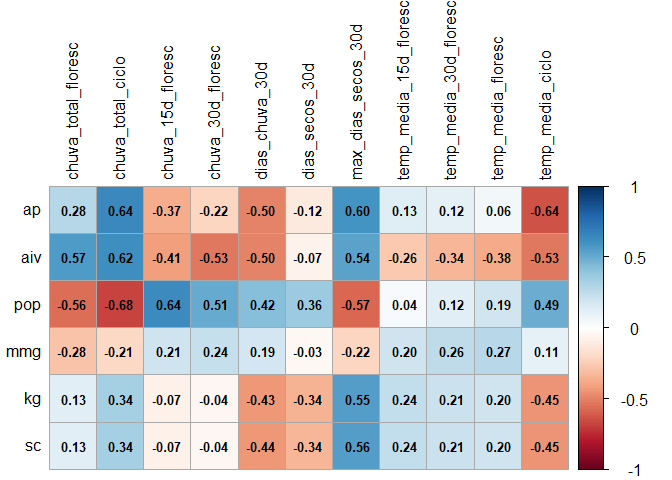 chuva_total_floresc chuva_total_ciclo chuva_15d_floresc chuva_30d_floresc dias_chuva_30d dias_secos_30d max_dias_secos_30d temp_media_15d_floresc temp_media_30d_floresc temp_media_floresc temp_media_ciclo
ap 0.28 0.64 -0.37 -0.22 -0.50 -0.12 0.60 0.13 0.12 0.06 -0.64
aiv 0.57 0.62 -0.41 -0.53 -0.50 -0.07 0.54 -0.26 -0.34 -0.38 -0.53
pop -0.56 -0.68 0.64 0.51 0.42 0.36 -0.57 0.04 0.12 0.19 0.49
mmg -0.28 -0.21 0.21 0.24 0.19 -0.03 -0.22 0.20 0.26 0.27 0.11
kg 0.13 0.34 -0.07 -0.04 -0.43 -0.34 0.55 0.24 0.21 0.20 -0.45
sc 0.13 0.34 -0.07 -0.04 -0.44 -0.34 0.56 0.24 0.21 0.20 -0.45
1
0.5
0
-0.5
-1